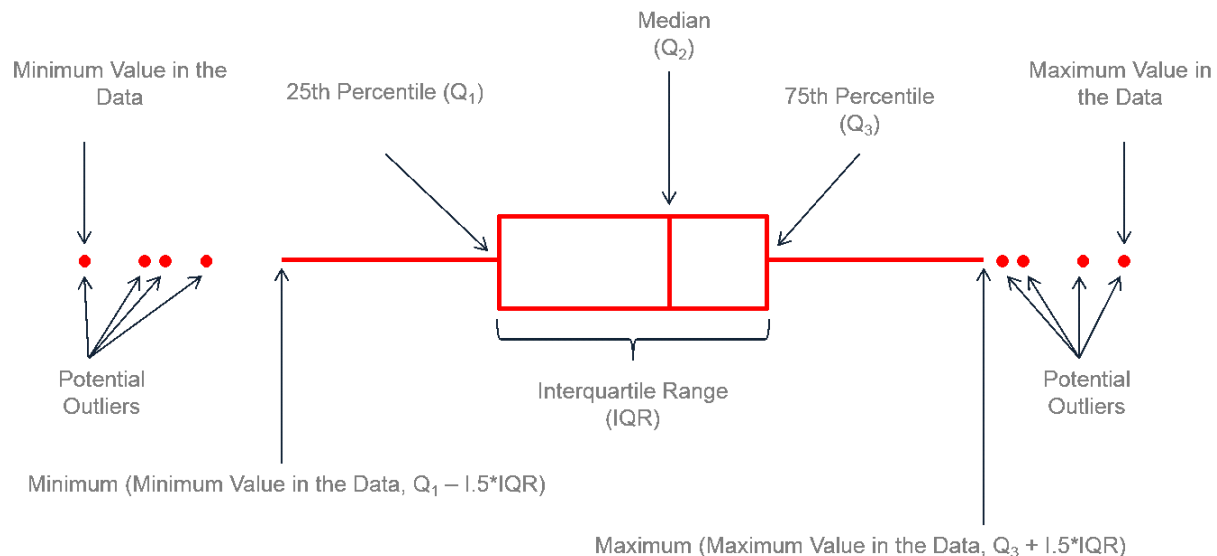 Median
(Q₂)
Minimum Value in the
Data
Maximum Value in
the Data
25th Percentile (Q₁)
75th Percentile
(Q₃)
Potential
Outliers
Interquartile Range
(IQR)
Potential
Outliers
Minimum (Minimum Value in the Data, Q₁ – I.5*IQR)
Maximum (Maximum Value in the Data, Q₃ + I.5*IQR)